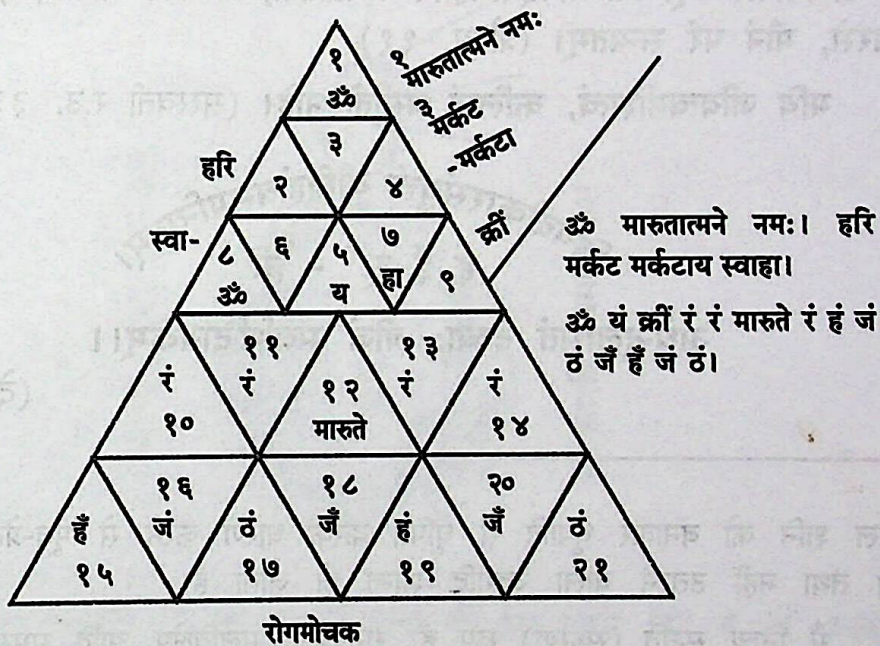 १
मारुतात्मने नमः
१
ॐ
३
मर्कट
-मर्कटा
हरि
३
२
४
स्वा-
८
६
५
७
क्रीं
ॐ
य
हा
९
ॐ मारुतात्मने नमः। हरि
मर्कट मर्कटाय स्वाहा।
ॐ यं क्रीं रं रं मारुते रं हं जं
ठं जँ हँ जं ठं।
११
१३
रं
रं
१२
रं
रं
१०
मारुते
१४
१६
१८
२०
हँ
जं
ठं
जँ
हं
जँ
ठं
१५
१७
१९
२१
रोगमोचक